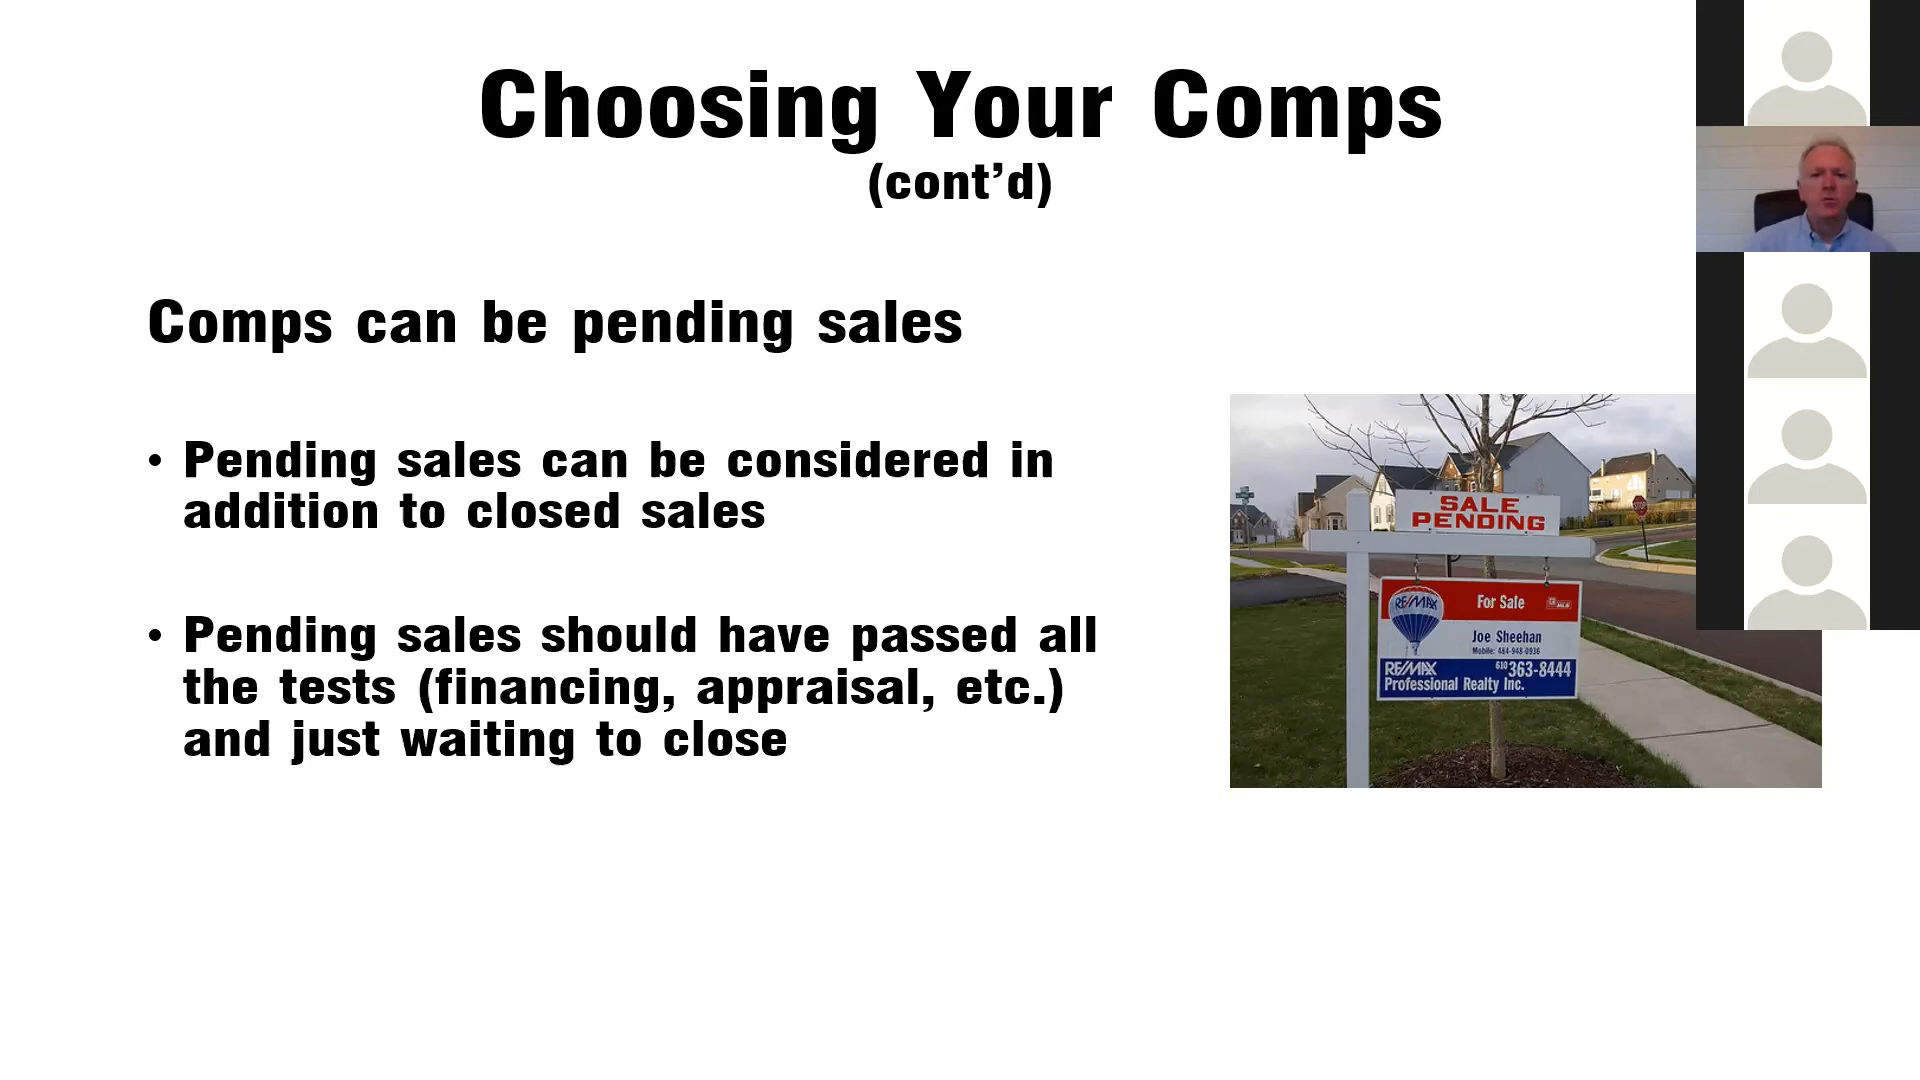 Choosing Your Comps
(cont’d)
Comps can be pending sales
• Pending sales can be considered in
addition to closed sales
• Pending sales should have passed all
the tests (financing, appraisal, etc.)
and just waiting to close
SALE
PENDING
RE/MAX
For Sale
Joe Sheehan
Mobile: 484-948-0936
RE/MAX
610 363-8444
Professional Realty Inc.